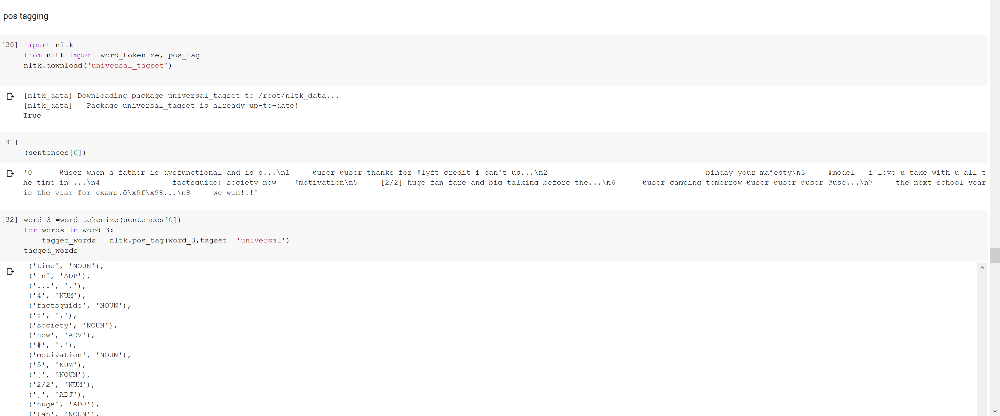 pos tagging
[30] import nltk
from nltk import word_tokenize, pos_tag
nltk.download('universal_tagset')
[nltk_data] Downloading package universal_tagset to /root/nltk_data...
[nltk_data]   Package universal_tagset is already up-to-date!
True
[31]
(sentences[0])
'0      @user when a father is dysfunctional and is s...\n1     @user @user thanks for #lyft credit i can't us...\n2                                   bihday your majesty\n3     #model   i love u take with u all t
he time in ...\n4                factsguide: society now    #motivation\n5     [2/2] huge fan fare and big talking before the...\n6      @user camping tomorrow @user @user @user @use...\n7     the next school year
is the year for exams.ð\x9f\x98...\n8     we won!!!'
[32] word_3 =word_tokenize(sentences[0])
for words in word_3:
    tagged_words = nltk.pos_tag(word_3,tagset= 'universal')
tagged_words
('time', 'NOUN'),
('in', 'ADP'),
('...', '.'),
('4', 'NUM'),
('factsguide', 'NOUN'),
(':', '.'),
('society', 'NOUN'),
('now', 'ADV'),
('#', '.'),
('motivation', 'NOUN'),
('5', 'NUM'),
('[', 'NOUN'),
('2/2', 'NUM'),
(']', 'ADJ'),
('huge', 'ADJ'),
('fan', 'NOUN'),